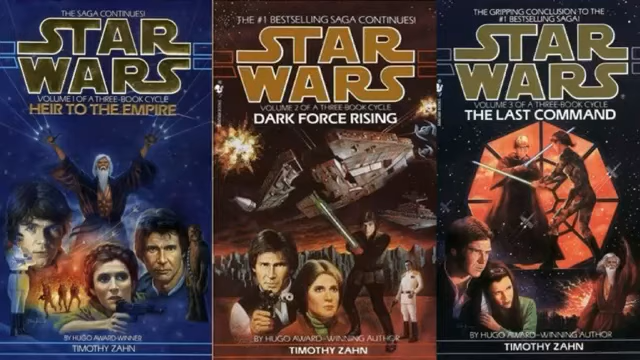 THE SAGA CONTINUES!
STAR
WARS
VOLUME 1 OF A THREE-BOOK CYCLE
HEIR TO THE EMPIRE
BY HUGO AWARD-WINNER
TIMOTHY ZAHN
THE #1 BESTSELLING SAGA CONTINUES!
STAR
WARS
VOLUME 2 OF A THREE-BOOK CYCLE
DARK FORCE RISING
BY HUGO AWARD-WINNING AUTHOR
TIMOTHY ZAHN
THE GRIPPING CONCLUSION TO THE
#1 BESTSELLING SAGA!
STAR
WARS
VOLUME 3 OF A THREE-BOOK CYCLE
THE LAST COMMAND
BY HUGO AWARD-WINNING AUTHOR
TIMOTHY ZAHN